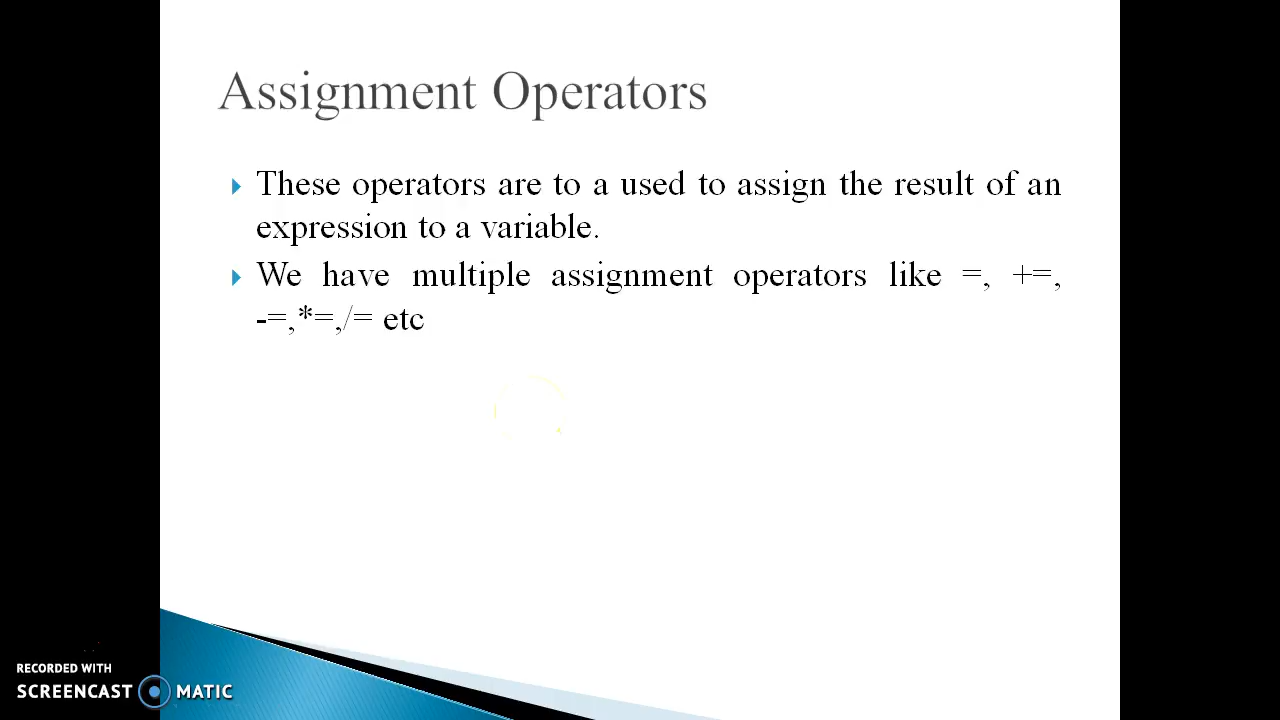 Assignment Operators
These operators are to a used to assign the result of an
expression to a variable.
We have multiple assignment operators like =, +=,
-=,*=,/= etc
RECORDED WITH
SCREENCAST MATIC